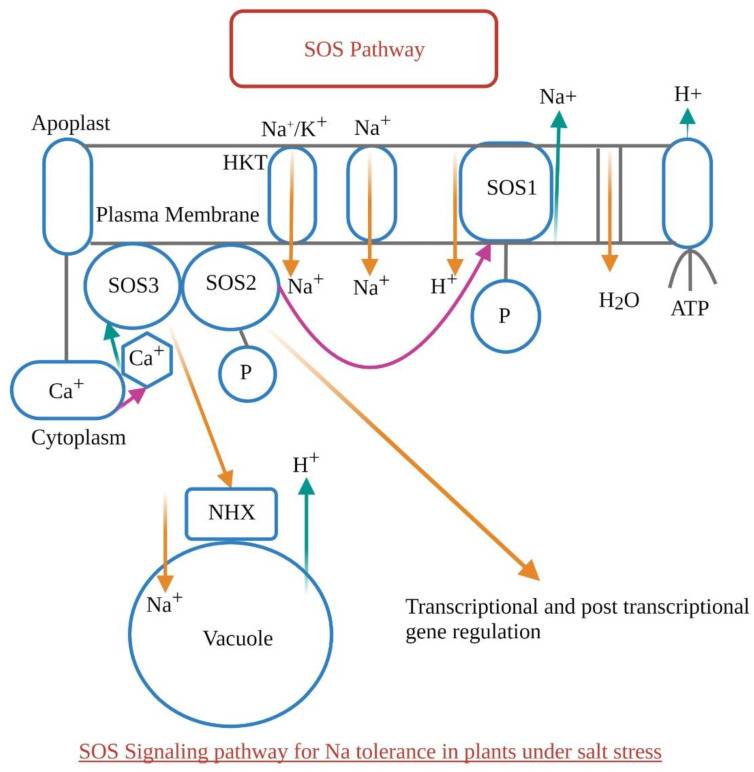 SOS Pathway
Na+
H+
Apoplast
Na+/K+
Na+
HKT
SOS1
Plasma Membrane
SOS3
SOS2
Na+
Na+
H+
H2O
P
ATP
Ca+
P
Ca+
Cytoplasm
H+
NHX
Na+
Vacuole
Transcriptional and post transcriptional
gene regulation
SOS Signaling pathway for Na tolerance in plants under salt stress